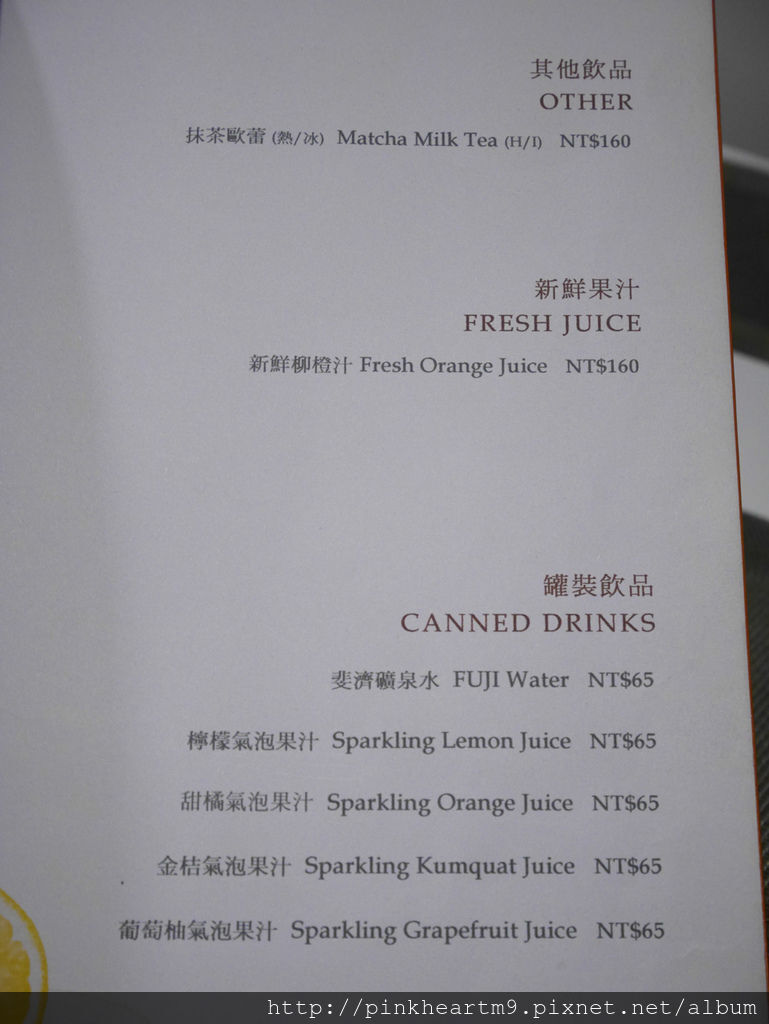 其他飲品
OTHER
抹茶歐蕾 (熱/冰) Matcha Milk Tea (H/I) NT$160
新鮮果汁
FRESH JUICE
新鮮柳橙汁 Fresh Orange Juice NT$160
罐裝飲品
CANNED DRINKS
斐濟礦泉水 FUJI Water NT$65
檸檬氣泡果汁 Sparkling Lemon Juice NT$65
甜橘氣泡果汁 Sparkling Orange Juice NT$65
金桔氣泡果汁 Sparkling Kumquat Juice NT$65
葡萄柚氣泡果汁 Sparkling Grapefruit Juice NT$65
http://pinkheartm9.pixnet.net/album